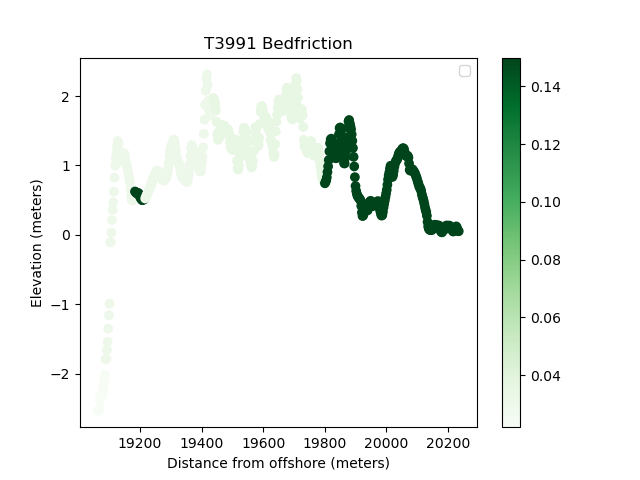 T3991 Bedfriction
Elevation (meters)
2
1
0
−1
−2
19200 19400 19600 19800 20000 20200
Distance from offshore (meters)
0.14
0.12
0.10
0.08
0.06
0.04